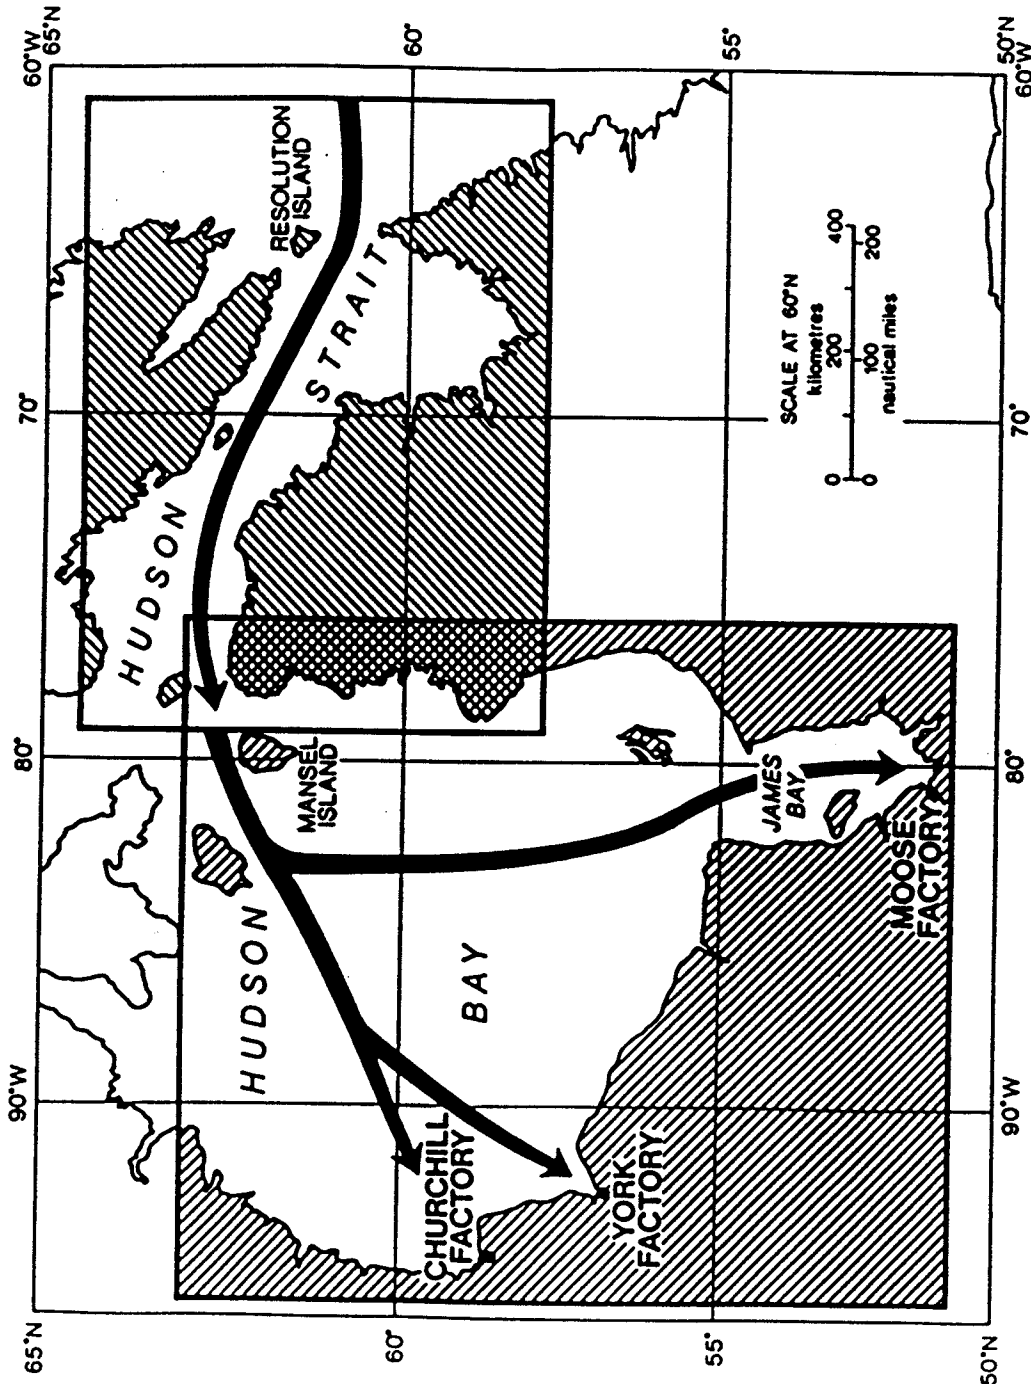 60°W
65°N
60°
55°
50°N
60°W
RESOLUTION
ISLAND
STRAIT
HUDSON
SCALE AT 60°N
kilometres
0 200 400
0 100 200
nautical miles
70°
70°
80°
80°
MANSEL
ISLAND
JAMES
BAY
MOOSE
FACTORY
HUDSON
BAY
90°W
90°W
CHURCHILL
FACTORY
YORK
FACTORY
65°N
60°
55°
50°N